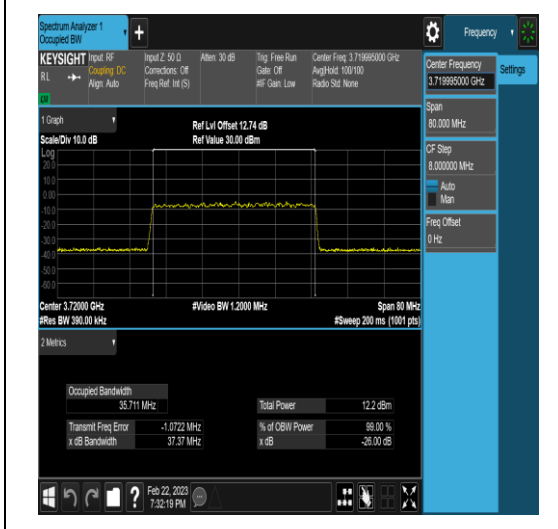 Spectrum Analyzer 1
Occupied BW
+
Frequency
KEYSIGHT
RL
LNI
Input: RF
Coupling: DC
Align: Auto
Input Z: 50 Ω
Corrections: Off
Freq Ref: Int (S)
Atten: 30 dB
Trig: Free Run
Gate: Off
#IF Gain: Low
Center Freq: 3.719995000 GHz
Avg|Hold: 100/100
Radio Std: None
Center Frequency
3.719995000 GHz
Settings
Span
80.000 MHz
CF Step
8.000000 MHz
Auto
Man
Freq Offset
0 Hz
1 Graph
Scale/Div 10.0 dB
Ref Lvl Offset 12.74 dB
Ref Value 30.00 dBm
Log
20.0
10.0
0.00
-10.0
-20.0
-30.0
-40.0
-50.0
-60.0
Center 3.72000 GHz
#Video BW 1.2000 MHz
Span 80 MHz
#Res BW 390.00 kHz
#Sweep 200 ms (1001 pts)
2 Metrics
Occupied Bandwidth
35.711 MHz
Total Power 12.2 dBm
Transmit Freq Error -1.0722 MHz
% of OBW Power 99.00 %
x dB Bandwidth 37.37 MHz
x dB -26.00 dB
?
Feb 22, 2023
7:32:19 PM